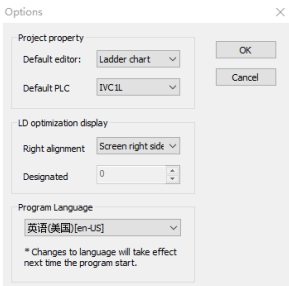 Options
Project property
Default editor:
Ladder chart
OK
Default PLC
IVC1L
Cancel
LD optimization display
Right alignment
Screen right side
Designated
0
Program Language
英语(美国)[en-US]
* Changes to language will take effect
next time the program start.